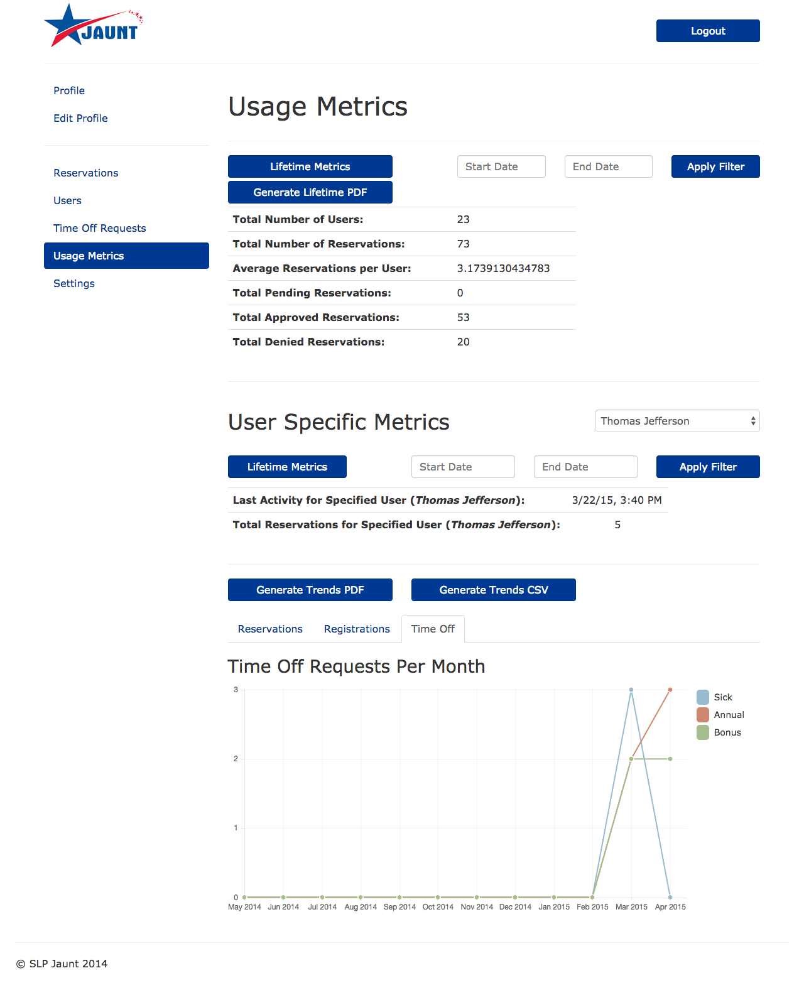 JAUNT
Logout
Profile
Edit Profile
Reservations
Users
Time Off Requests
Usage Metrics
Settings
Usage Metrics
Lifetime Metrics
Start Date
End Date
Apply Filter
Generate Lifetime PDF
Total Number of Users: 23
Total Number of Reservations: 73
Average Reservations per User: 3.1739130434783
Total Pending Reservations: 0
Total Approved Reservations: 53
Total Denied Reservations: 20
User Specific Metrics
Thomas Jefferson
Lifetime Metrics
Start Date
End Date
Apply Filter
Last Activity for Specified User (Thomas Jefferson): 3/22/15, 3:40 PM
Total Reservations for Specified User (Thomas Jefferson): 5
Generate Trends PDF
Generate Trends CSV
Reservations
Registrations
Time Off
Time Off Requests Per Month
3
2
1
0
May 2014 Jun 2014 Jul 2014 Aug 2014 Sep 2014 Oct 2014 Nov 2014 Dec 2014 Jan 2015 Feb 2015 Mar 2015 Apr 2015
Sick
Annual
Bonus
© SLP Jaunt 2014